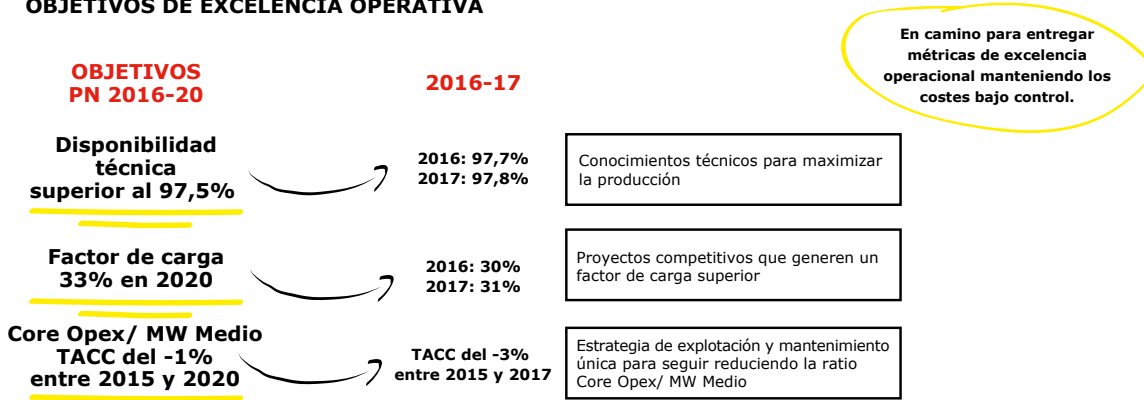 OBJETIVOS DE EXCELENCIA OPERATIVA
En camino para entregar
métricas de excelencia
operacional manteniendo los
costes bajo control.
OBJETIVOS
PN 2016-20
2016-17
Disponibilidad
técnica
superior al 97,5%
2016: 97,7%
2017: 97,8%
Conocimientos técnicos para maximizar
la producción
Factor de carga
33% en 2020
2016: 30%
2017: 31%
Proyectos competitivos que generen un
factor de carga superior
Core Opex/ MW Medio
TACC del -1%
entre 2015 y 2020
TACC del -3%
entre 2015 y 2017
Estrategia de explotación y mantenimiento
única para seguir reduciendo la ratio
Core Opex/ MW Medio